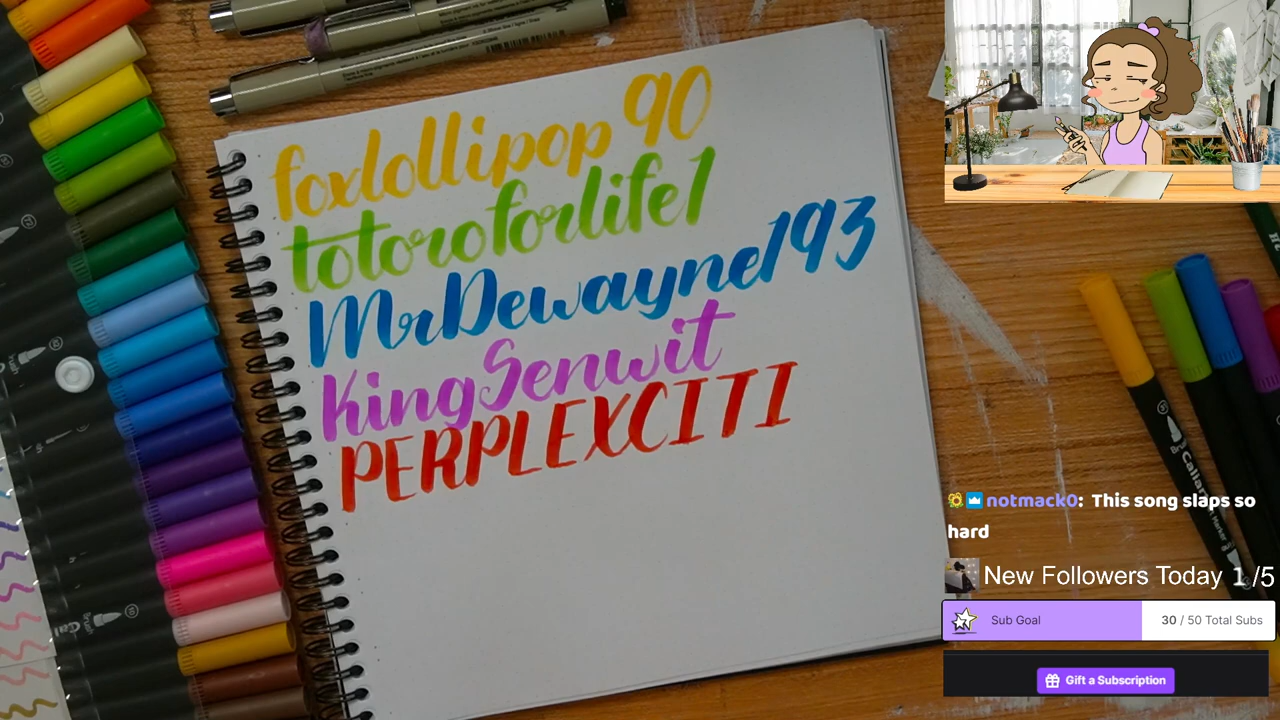 foxlollipop90
totoroforlife1
MrDewayne193
KingSenwit
PERPLEXCITI
notmack0: This song slaps so
hard
New Followers Today 1 /5
Sub Goal
30 / 50 Total Subs
Gift a Subscription